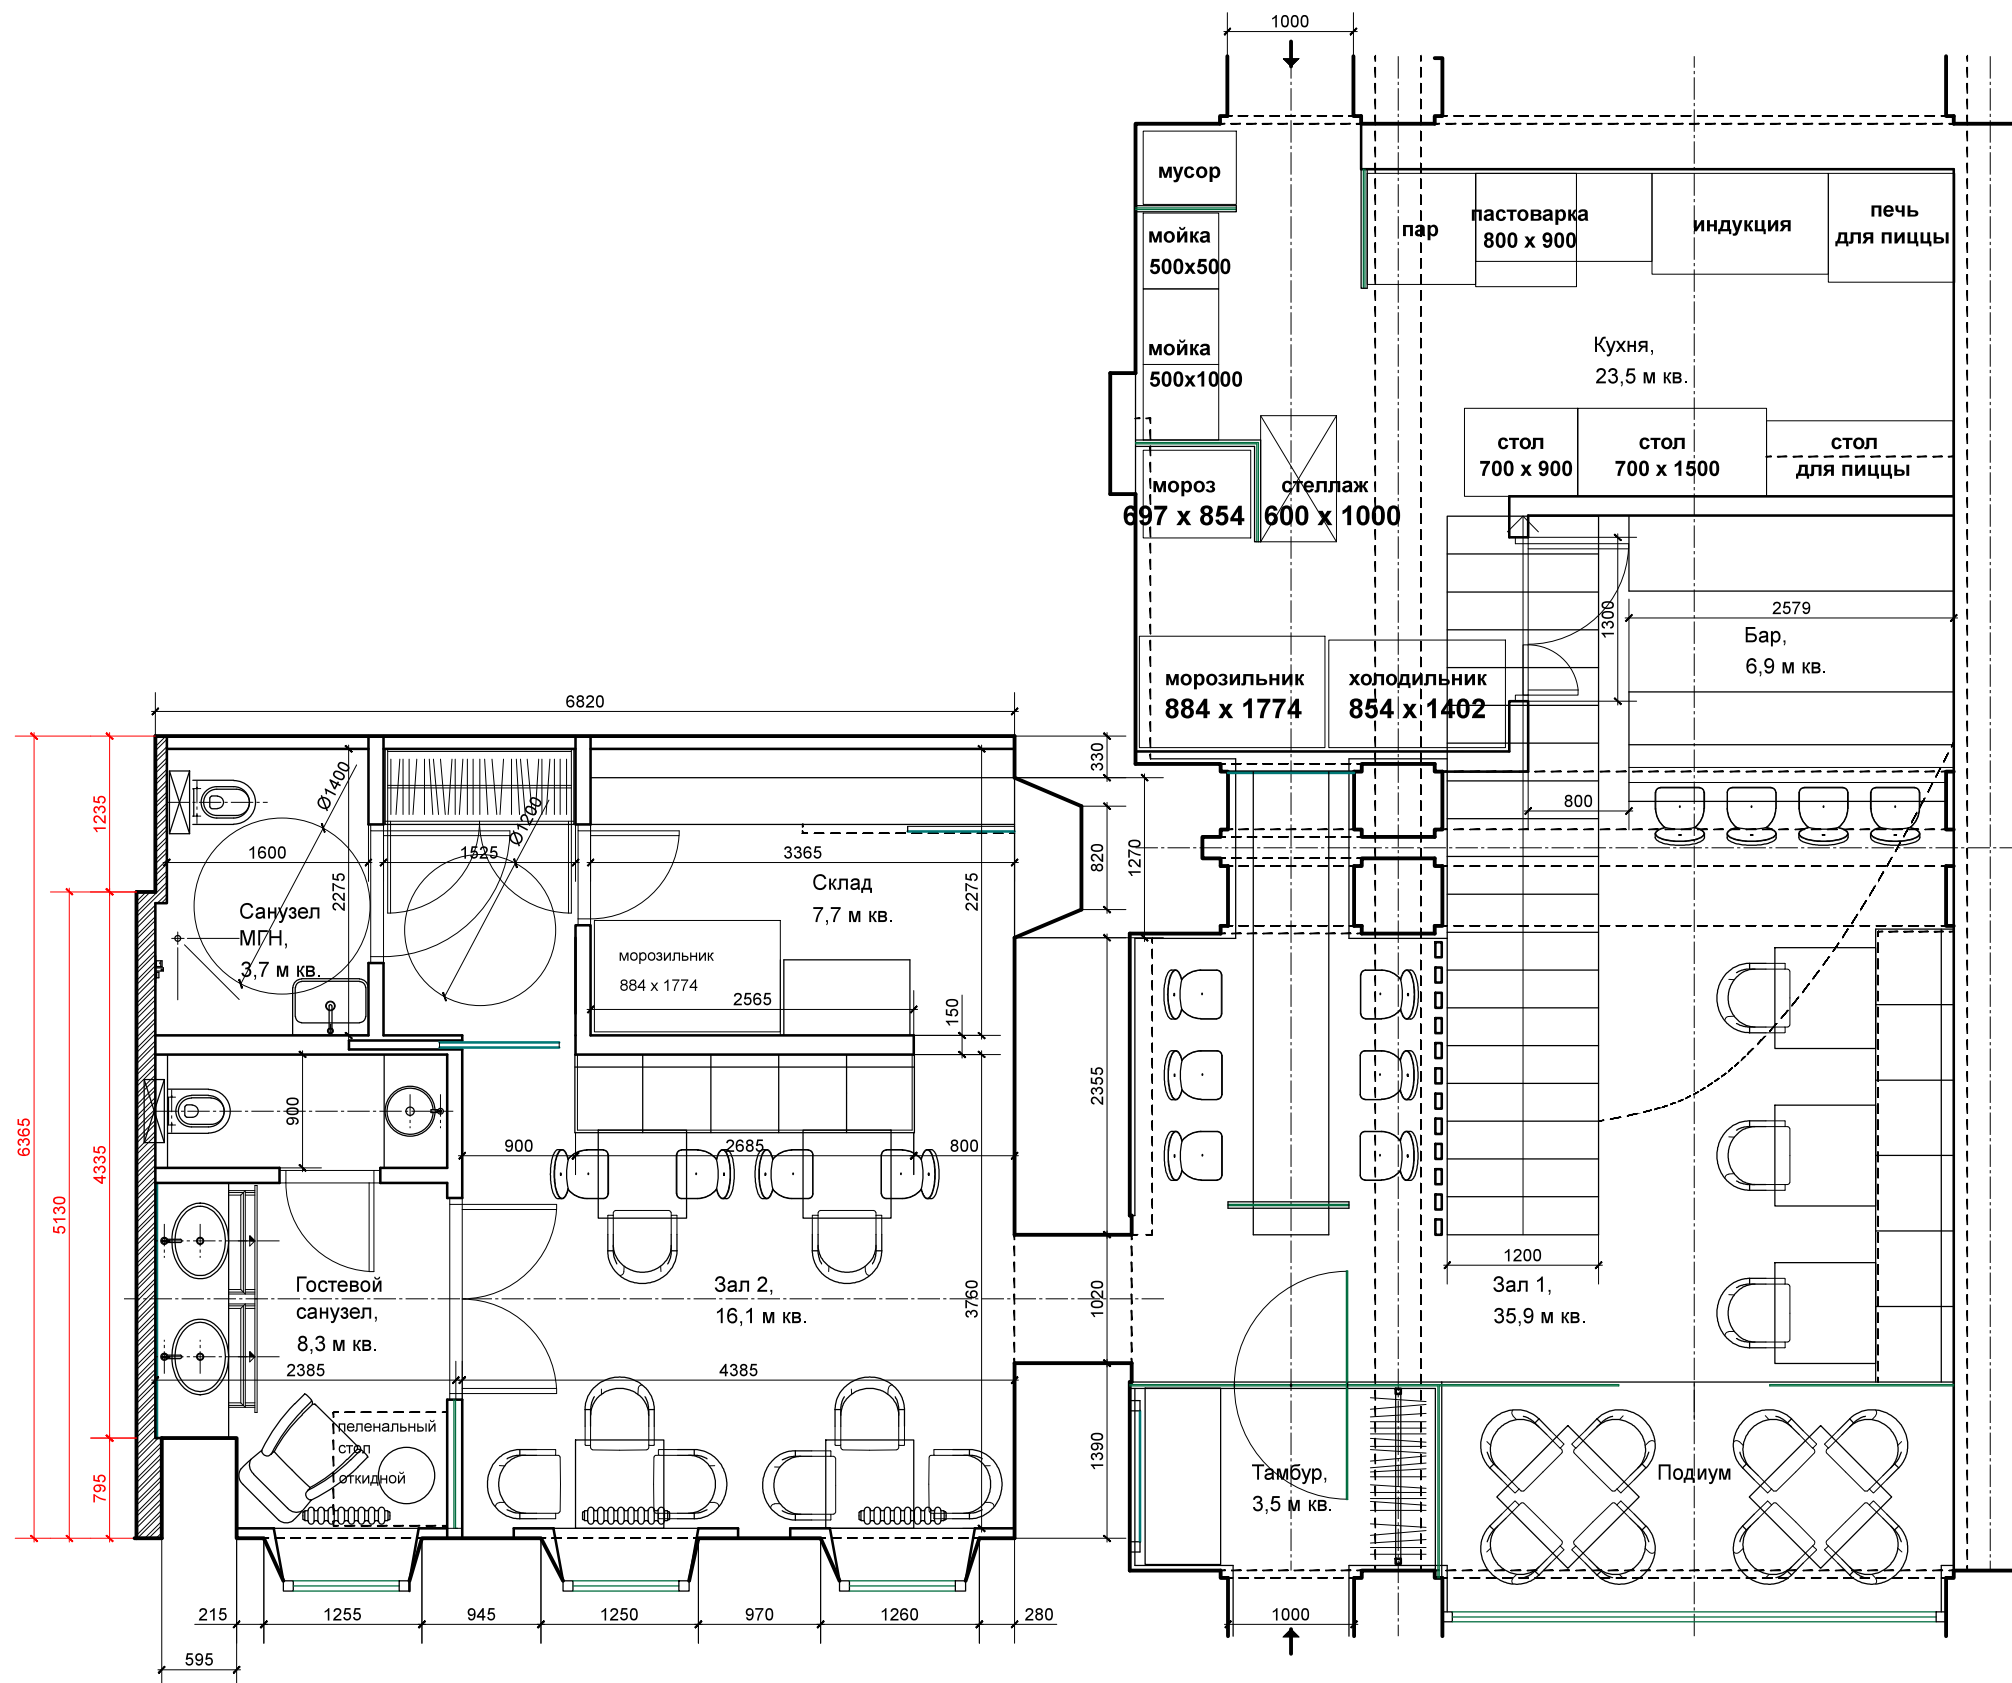 1000
мусор
мойка
500x500
мойка
500x1000
пар
пастоварка
800 x 900
индукция
печь
для пиццы
Кухня,
23,5 м кв.
стол
700 x 900
стол
700 x 1500
стол
для пиццы
мороз
697 x 854
стеллаж
600 x 1000
1300
2579
Бар,
6,9 м кв.
морозильник
884 x 1774
холодильник
854 x 1402
800
6820
330
820
1270
1235
6365
5130
4335
795
Ø1400
Ø1200
1600
1525
3365
2275
2275
Санузел
МГН,
3,7 м кв.
Склад
7,7 м кв.
морозильник
884 x 1774
2565
150
2355
900
900
2685
800
Гостевой
санузел,
8,3 м кв.
Зал 2,
16,1 м кв.
3760
1020
1200
Зал 1,
35,9 м кв.
2385
4385
пеленальный
стол
откидной
1390
Тамбур,
3,5 м кв.
Подиум
215
1255
945
1250
970
1260
280
1000
595